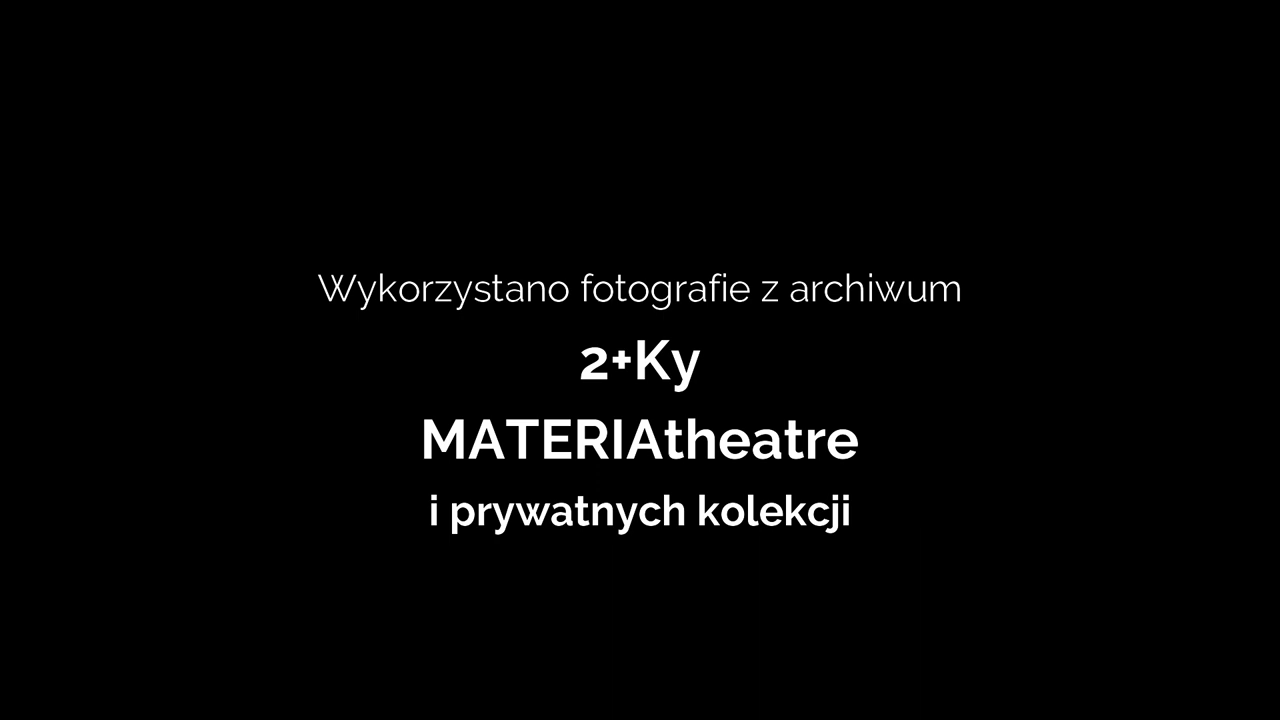 Wykorzystano fotografie z archiwum
2+Ky
MATERIAtheatre
i prywatnych kolekcji